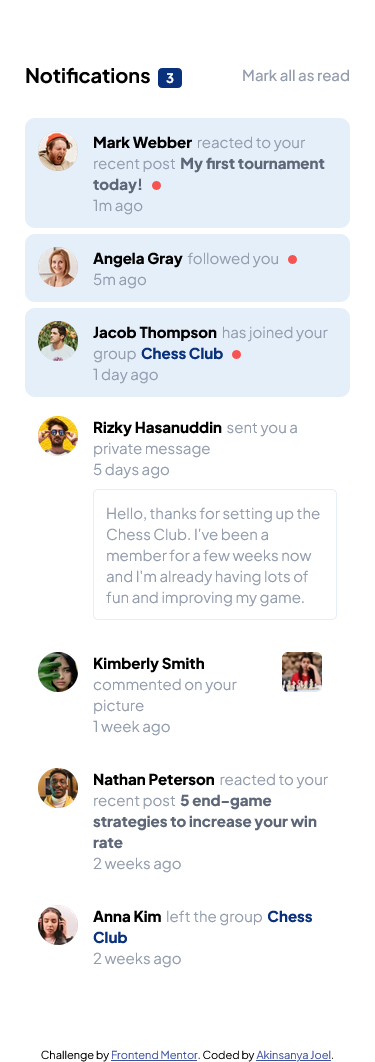 Notifications 3 Mark all as read
Mark Webber reacted to your
recent post My first tournament
today!
1m ago
Angela Gray followed you
5m ago
Jacob Thompson has joined your
group Chess Club
1 day ago
Rizky Hasanuddin sent you a
private message
5 days ago
Hello, thanks for setting up the
Chess Club. I've been a
member for a few weeks now
and I'm already having lots of
fun and improving my game.
Kimberly Smith
commented on your
picture
1 week ago
Nathan Peterson reacted to your
recent post 5 end-game
strategies to increase your win
rate
2 weeks ago
Anna Kim left the group Chess
Club
2 weeks ago
Challenge by Frontend Mentor. Coded by Akinsanya Joel.